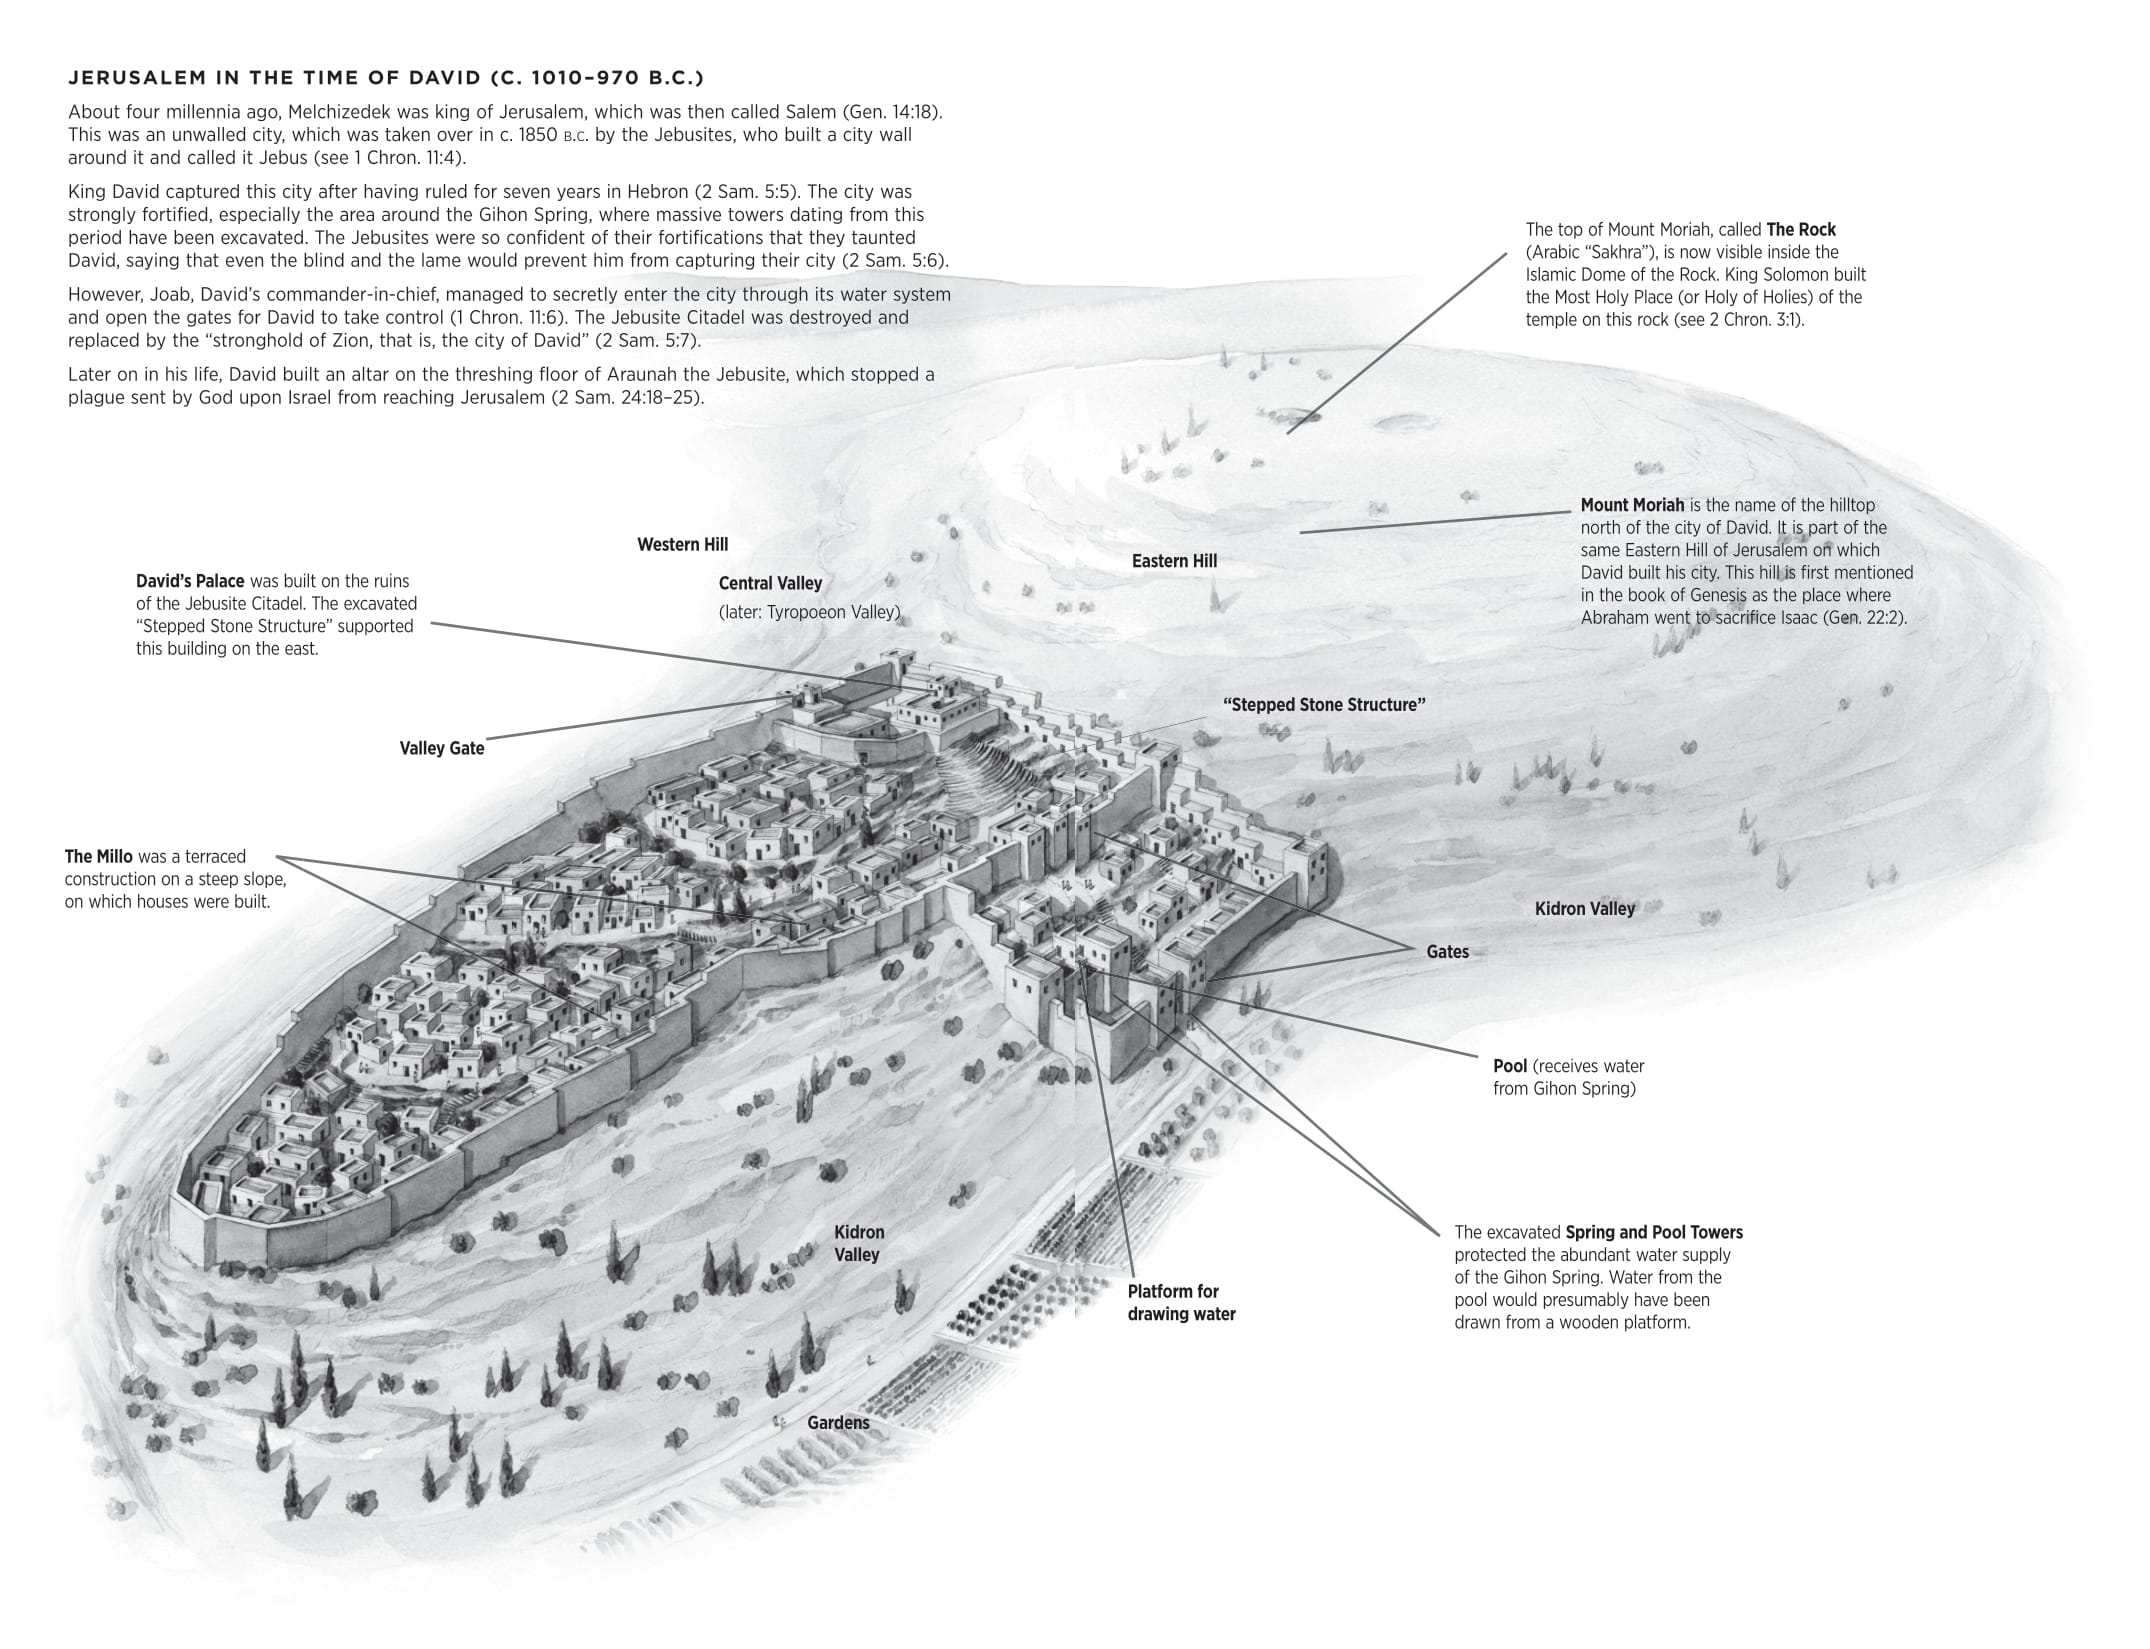 JERUSALEM IN THE TIME OF DAVID (C. 1010–970 B.C.)
About four millennia ago, Melchizedek was king of Jerusalem, which was then called Salem (Gen. 14:18).
This was an unwalled city, which was taken over in c. 1850 B.C. by the Jebusites, who built a city wall
around it and called it Jebus (see 1 Chron. 11:4).
King David captured this city after having ruled for seven years in Hebron (2 Sam. 5:5). The city was
strongly fortified, especially the area around the Gihon Spring, where massive towers dating from this
period have been excavated. The Jebusites were so confident of their fortifications that they taunted
David, saying that even the blind and the lame would prevent him from capturing their city (2 Sam. 5:6).
However, Joab, David’s commander-in-chief, managed to secretly enter the city through its water system
and open the gates for David to take control (1 Chron. 11:6). The Jebusite Citadel was destroyed and
replaced by the “stronghold of Zion, that is, the city of David” (2 Sam. 5:7).
Later on in his life, David built an altar on the threshing floor of Araunah the Jebusite, which stopped a
plague sent by God upon Israel from reaching Jerusalem (2 Sam. 24:18–25).
The top of Mount Moriah, called The Rock
(Arabic “Sakhra”), is now visible inside the
Islamic Dome of the Rock. King Solomon built
the Most Holy Place (or Holy of Holies) of the
temple on this rock (see 2 Chron. 3:1).
Mount Moriah is the name of the hilltop
north of the city of David. It is part of the
same Eastern Hill of Jerusalem on which
David built his city. This hill is first mentioned
in the book of Genesis as the place where
Abraham went to sacrifice Isaac (Gen. 22:2).
Western Hill
Eastern Hill
Central Valley
(later: Tyropoeon Valley)
David’s Palace was built on the ruins
of the Jebusite Citadel. The excavated
“Stepped Stone Structure” supported
this building on the east.
“Stepped Stone Structure”
Valley Gate
The Millo was a terraced
construction on a steep slope,
on which houses were built.
Kidron Valley
Gates
Pool (receives water
from Gihon Spring)
Kidron
Valley
The excavated Spring and Pool Towers
protected the abundant water supply
of the Gihon Spring. Water from the
pool would presumably have been
drawn from a wooden platform.
Platform for
drawing water
Gardens